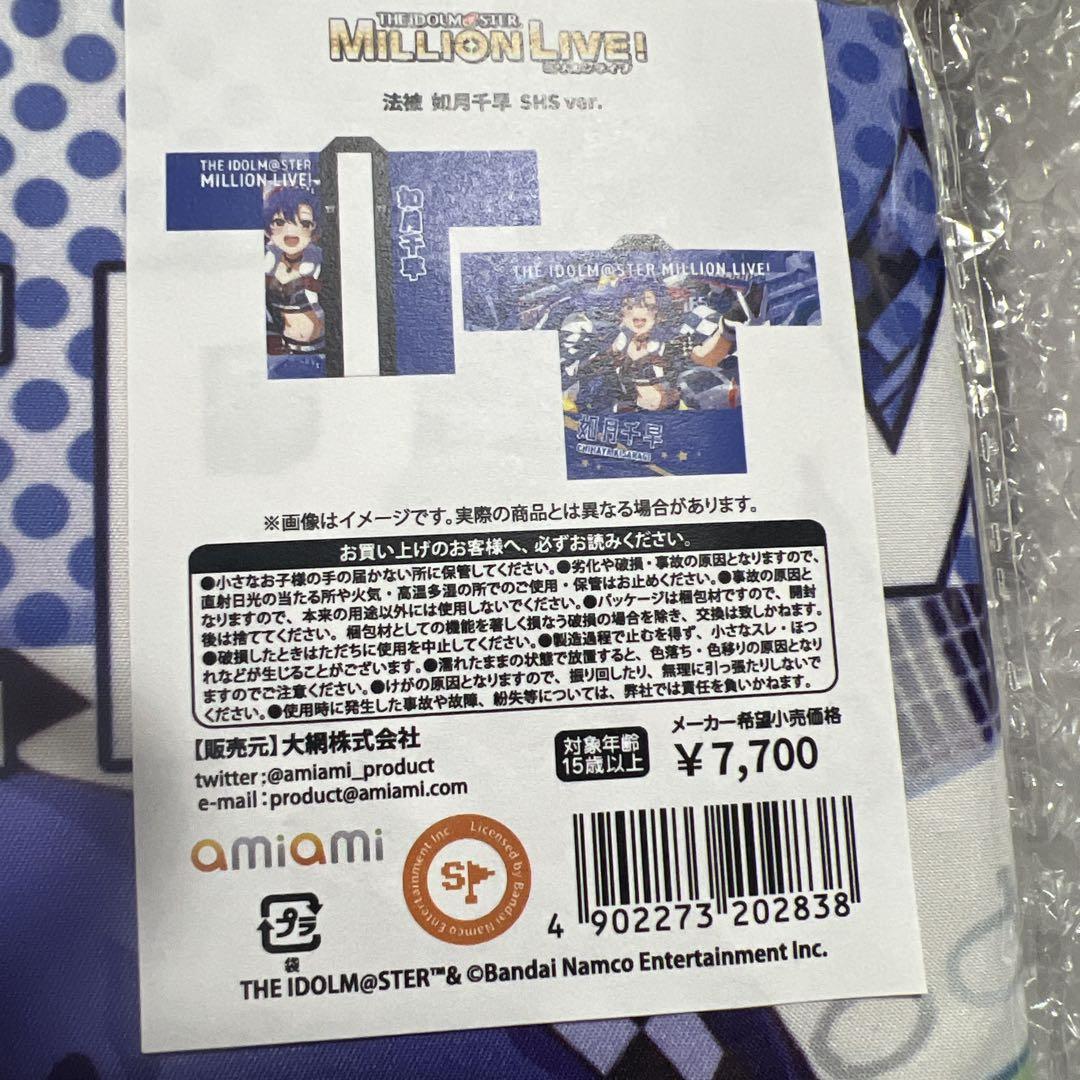 THE IDOLM@STER
MILLION LIVE!
ミリオンライブ
法被 如月千早 SHS ver.
THE IDOLM@STER
MILLION LIVE!
如月千早
THE IDOLM@STER MILLION LIVE!
如月千早
CHIHAYA KISARAGI
※画像はイメージです。実際の商品とは異なる場合があります。
お買い上げのお客様へ、必ずお読みください。
●小さなお子様の手の届かない所に保管してください。●劣化や破損・事故の原因となりますので、
直射日光の当たる所や火気・高温多湿の所でのご使用・保管はお止めください。●事故の原因と
なりますので、本来の用途以外には使用しないでください。●パッケージは梱包材ですので、開封
後は捨ててください。梱包材としての機能を著しく損なう破損の場合を除き、交換は致しかねます。
●破損したときはただちに使用を中止してください。●製造過程で止むを得ず、小さなスレ・ほつ
れなどが生じることがございます。●濡れたままの状態で放置すると、色落ち・色移りの原因となり
ますのでご注意ください。●けがの原因となりますので、振り回したり、無理に引っ張たりしないで
ください。●使用時に発生した事故や故障、紛失等については、弊社では責任を負いかねます。
【販売元】大網株式会社
twitter:@amiami_product
e-mail:product@amiami.com
対象年齢
15歳以上
メーカー希望小売価格
￥7,700
amiami
Licensed by Bandai Namco Entertainment Inc.
SP
プラ
袋
4 902273 202838
THE IDOLM@STER™& ©Bandai Namco Entertainment Inc.